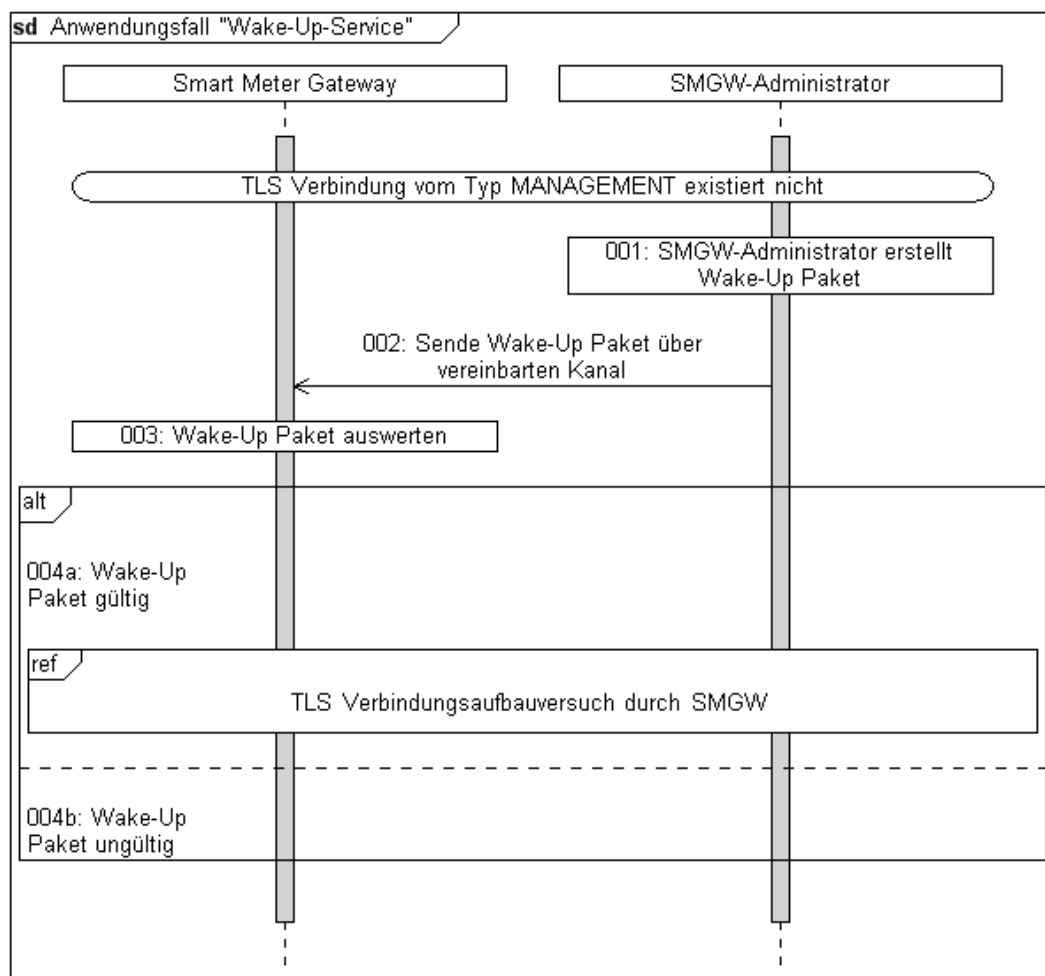 sd Anwendungsfall "Wake-Up-Service"
Smart Meter Gateway
SMGW-Administrator
TLS Verbindung vom Typ MANAGEMENT existiert nicht
001: SMGW-Administrator erstellt
Wake-Up Paket
002: Sende Wake-Up Paket über
vereinbarten Kanal
003: Wake-Up Paket auswerten
alt
004a: Wake-Up
Paket gültig
ref
TLS Verbindungsaufbauversuch durch SMGW
004b: Wake-Up
Paket ungültig